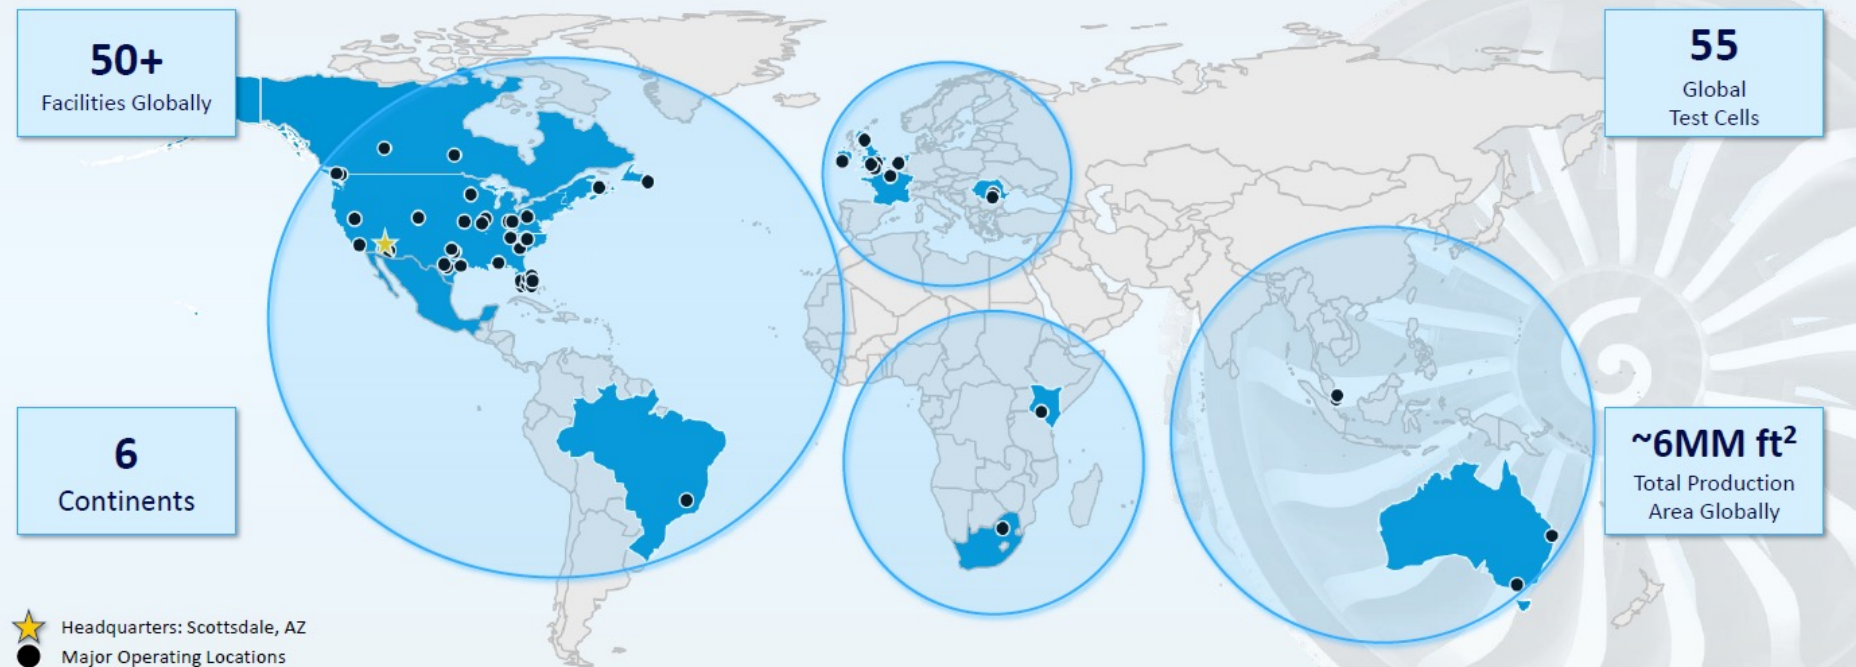 50+
Facilities Globally
55
Global
Test Cells
6
Continents
~6MM ft²
Total Production
Area Globally
Headquarters: Scottsdale, AZ
Major Operating Locations